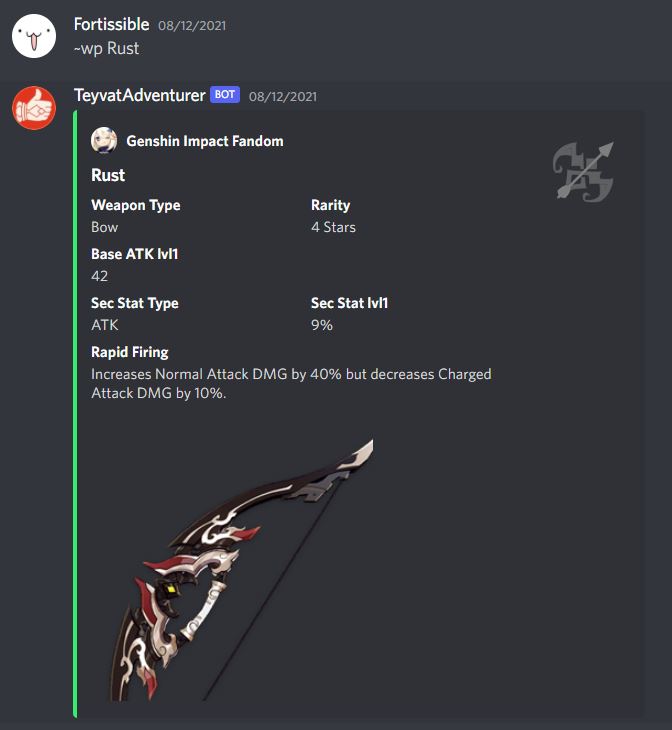 Fortissible 08/12/2021
~wp Rust
TeyvatAdventurer BOT 08/12/2021
Genshin Impact Fandom
Rust
Weapon Type Rarity
Bow 4 Stars
Base ATK lvl1
42
Sec Stat Type Sec Stat lvl1
ATK 9%
Rapid Firing
Increases Normal Attack DMG by 40% but decreases Charged
Attack DMG by 10%.